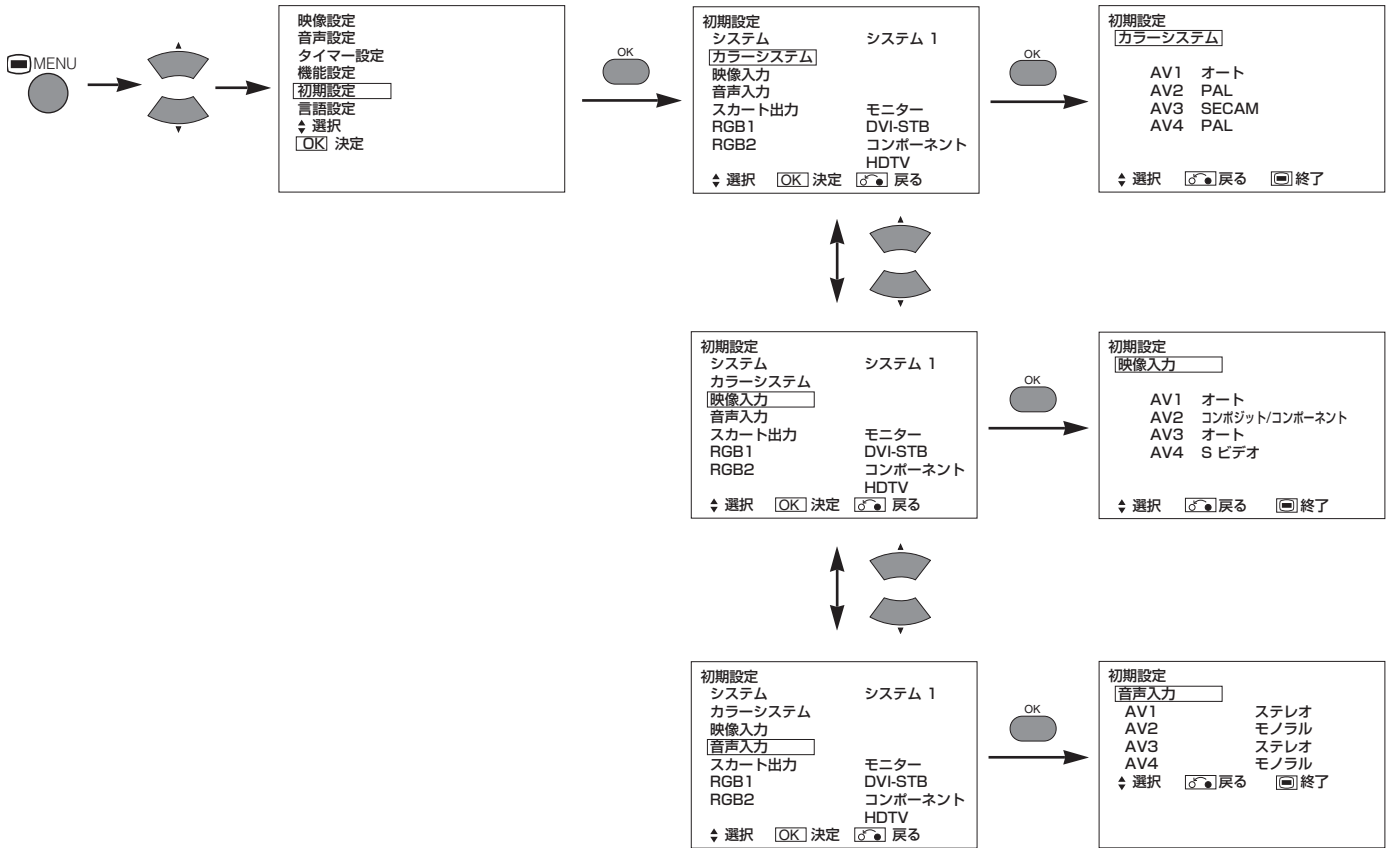 MENU
映像設定
音声設定
タイマー設定
機能設定
初期設定
言語設定
選択
OK 決定
OK
初期設定
システム システム 1
カラーシステム
映像入力
音声入力
スカート出力 モニター
RGB1 DVI-STB
RGB2 コンポーネント
HDTV
選択 OK 決定 戻る
OK
初期設定
カラーシステム
AV1 オート
AV2 PAL
AV3 SECAM
AV4 PAL
選択 戻る 終了
初期設定
システム システム 1
カラーシステム
映像入力
音声入力
スカート出力 モニター
RGB1 DVI-STB
RGB2 コンポーネント
HDTV
選択 OK 決定 戻る
OK
初期設定
映像入力
AV1 オート
AV2 コンポジット/コンポーネント
AV3 オート
AV4 S ビデオ
選択 戻る 終了
初期設定
システム システム 1
カラーシステム
映像入力
音声入力
スカート出力 モニター
RGB1 DVI-STB
RGB2 コンポーネント
HDTV
選択 OK 決定 戻る
OK
初期設定
音声入力
AV1 ステレオ
AV2 モノラル
AV3 ステレオ
AV4 モノラル
選択 戻る 終了